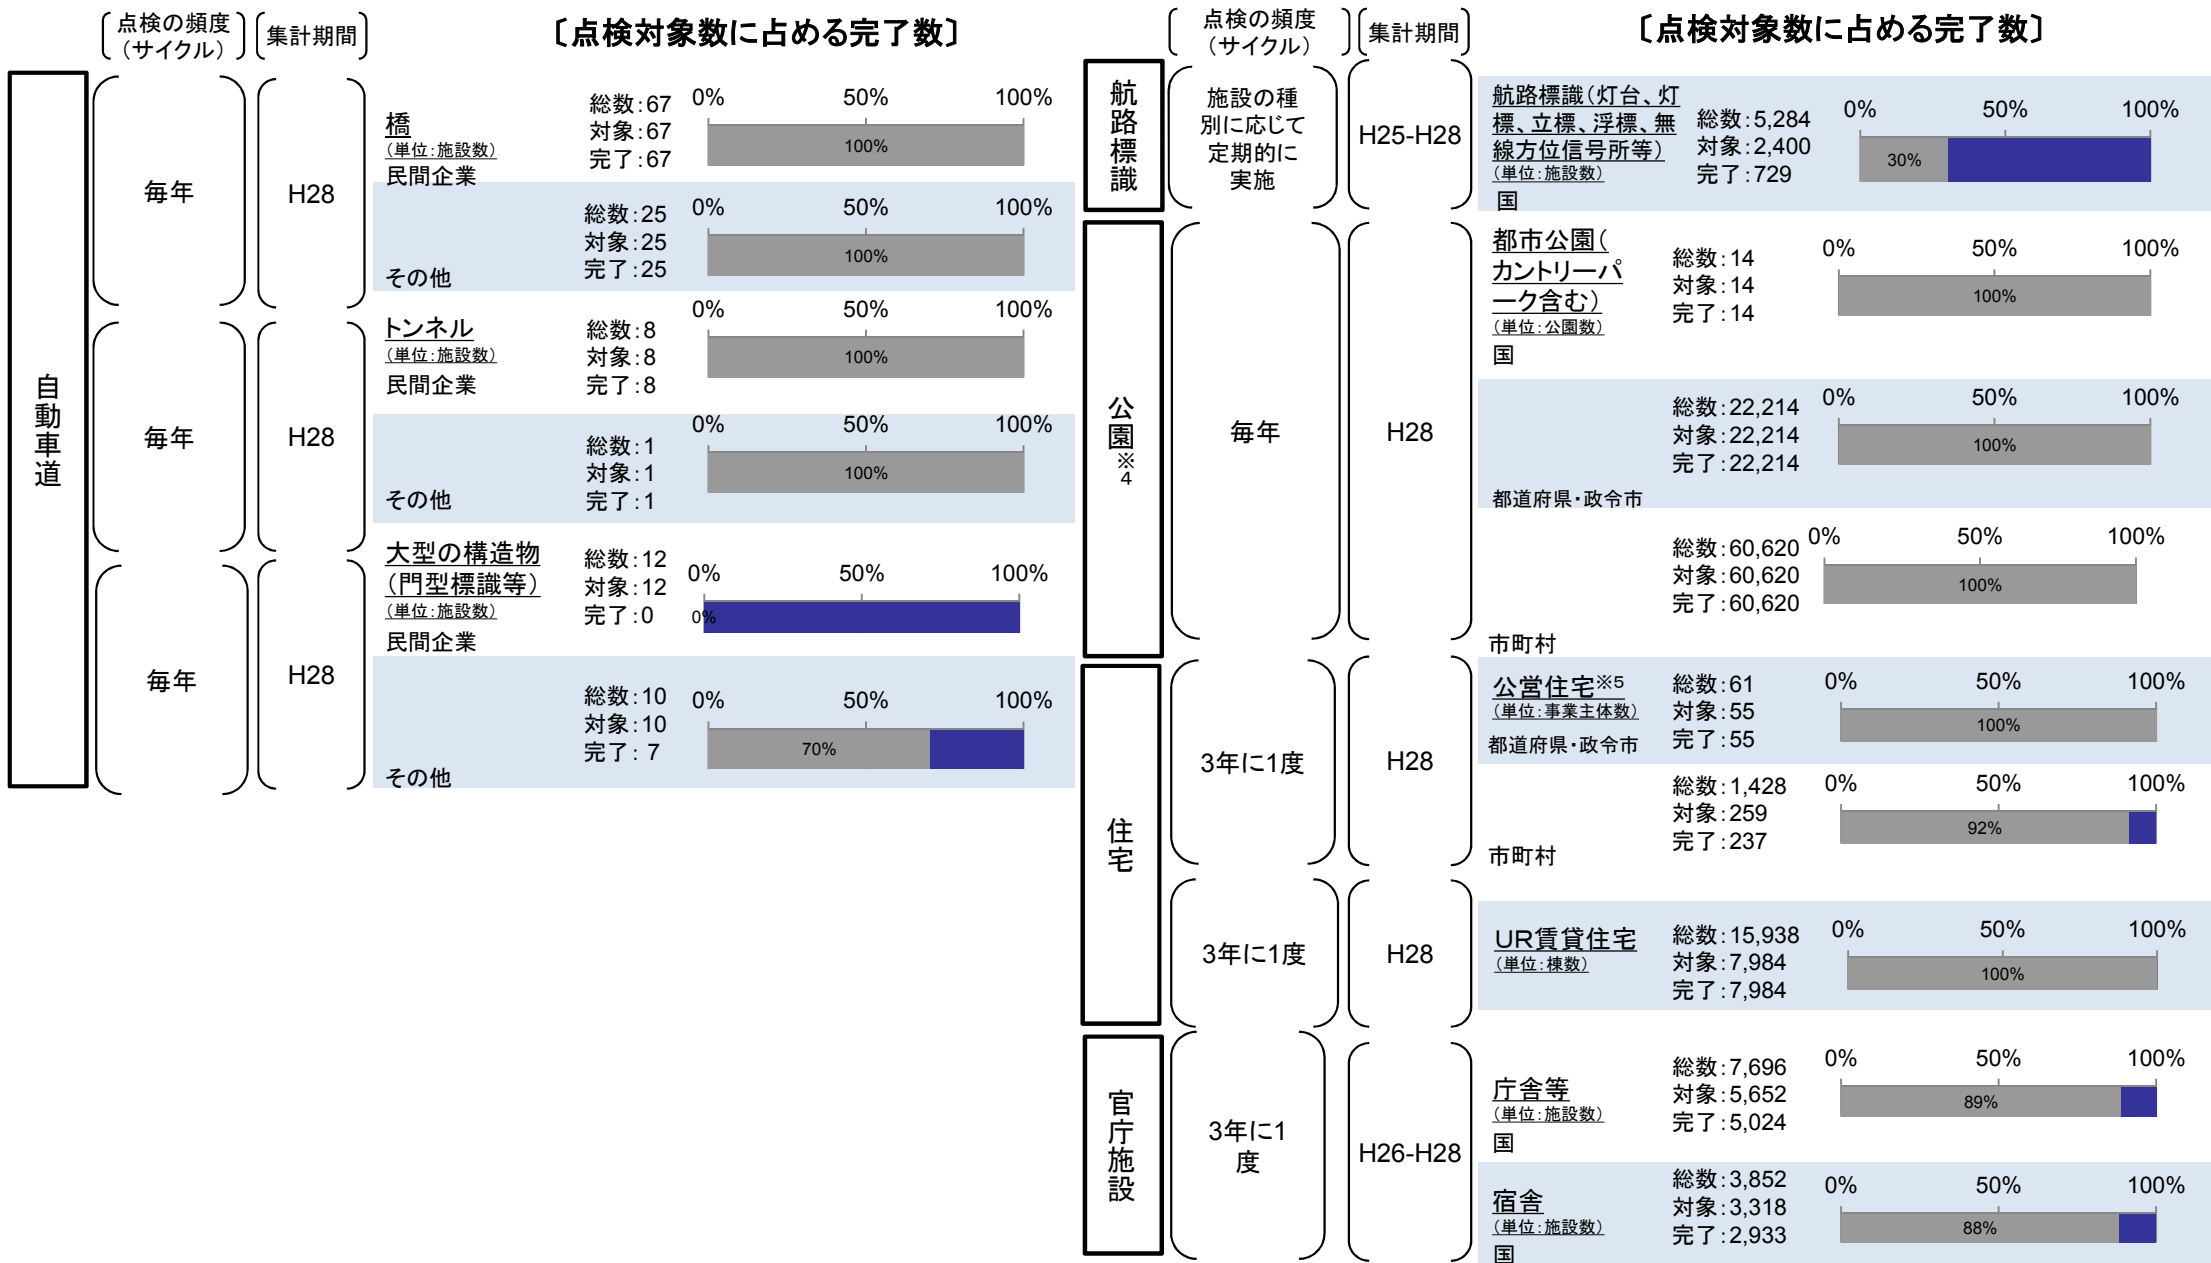 点検の頻度
（サイクル）
集計期間
〔点検対象数に占める完了数〕
自動車道
毎年
H28
橋
（単位：施設数）
民間企業
総数：67
対象：67
完了：67
0% 50% 100%
100%
その他
総数：25
対象：25
完了：25
0% 50% 100%
100%
毎年
H28
トンネル
（単位：施設数）
民間企業
総数：8
対象：8
完了：8
0% 50% 100%
100%
その他
総数：1
対象：1
完了：1
0% 50% 100%
100%
毎年
H28
大型の構造物
（門型標識等）
（単位：施設数）
民間企業
総数：12
対象：12
完了：0
0% 50% 100%
0%
その他
総数：10
対象：10
完了：7
0% 50% 100%
70%
点検の頻度
（サイクル）
集計期間
〔点検対象数に占める完了数〕
航路標識
施設の種
別に応じて
定期的に
実施
H25-H28
航路標識（灯台、灯
標、立標、浮標、無
線方位信号所等）
（単位：施設数）
国
総数：5,284
対象：2,400
完了：729
0% 50% 100%
30%
公園※4
毎年
H28
都市公園（
カントリーパ
ーク含む）
（単位：公園数）
国
総数：14
対象：14
完了：14
0% 50% 100%
100%
都道府県・政令市
総数：22,214
対象：22,214
完了：22,214
0% 50% 100%
100%
市町村
総数：60,620
対象：60,620
完了：60,620
0% 50% 100%
100%
住宅
3年に1度
H28
公営住宅※5
（単位：事業主体数）
都道府県・政令市
総数：61
対象：55
完了：55
0% 50% 100%
100%
市町村
総数：1,428
対象：259
完了：237
0% 50% 100%
92%
3年に1度
H28
UR賃貸住宅
（単位：棟数）
総数：15,938
対象：7,984
完了：7,984
0% 50% 100%
100%
官庁施設
3年に1
度
H26-H28
庁舎等
（単位：施設数）
国
総数：7,696
対象：5,652
完了：5,024
0% 50% 100%
89%
宿舎
（単位：施設数）
国
総数：3,852
対象：3,318
完了：2,933
0% 50% 100%
88%